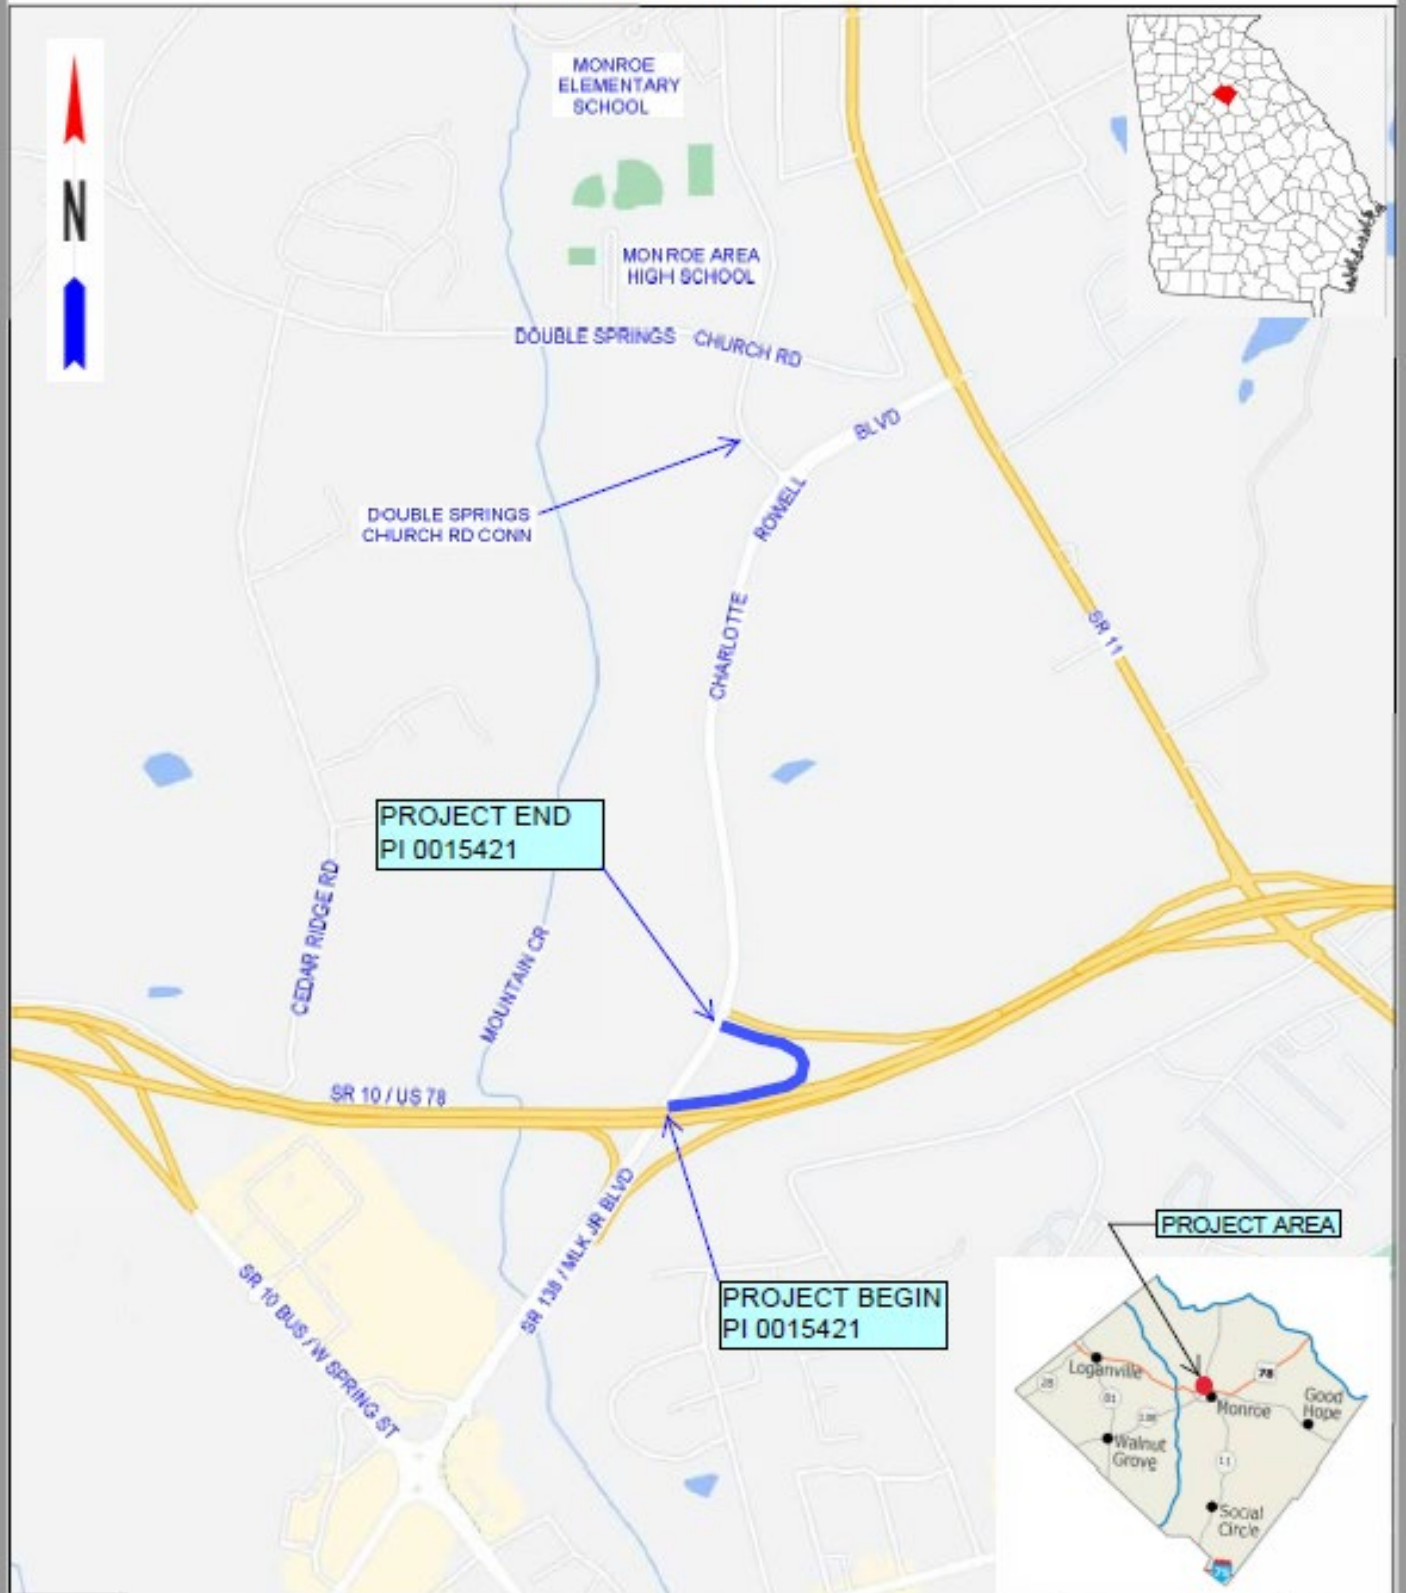 MONROE
ELEMENTARY
SCHOOL
N
MONROE AREA
HIGH SCHOOL
DOUBLE SPRINGS CHURCH RD
BLVD
ROWELL
CHARLOTTE
DOUBLE SPRINGS
CHURCH RD CONN
SR 11
PROJECT END
PI 0015421
CEDAR RIDGE RD
MOUNTAIN CR
SR 10 / US 78
SR 138 / MLK JR BLVD
SR 10 BUS / W SPRING ST
PROJECT BEGIN
PI 0015421
PROJECT AREA
Loganville
78
20
81
138
Monroe
Good
Hope
Walnut
Grove
11
Social
Circle